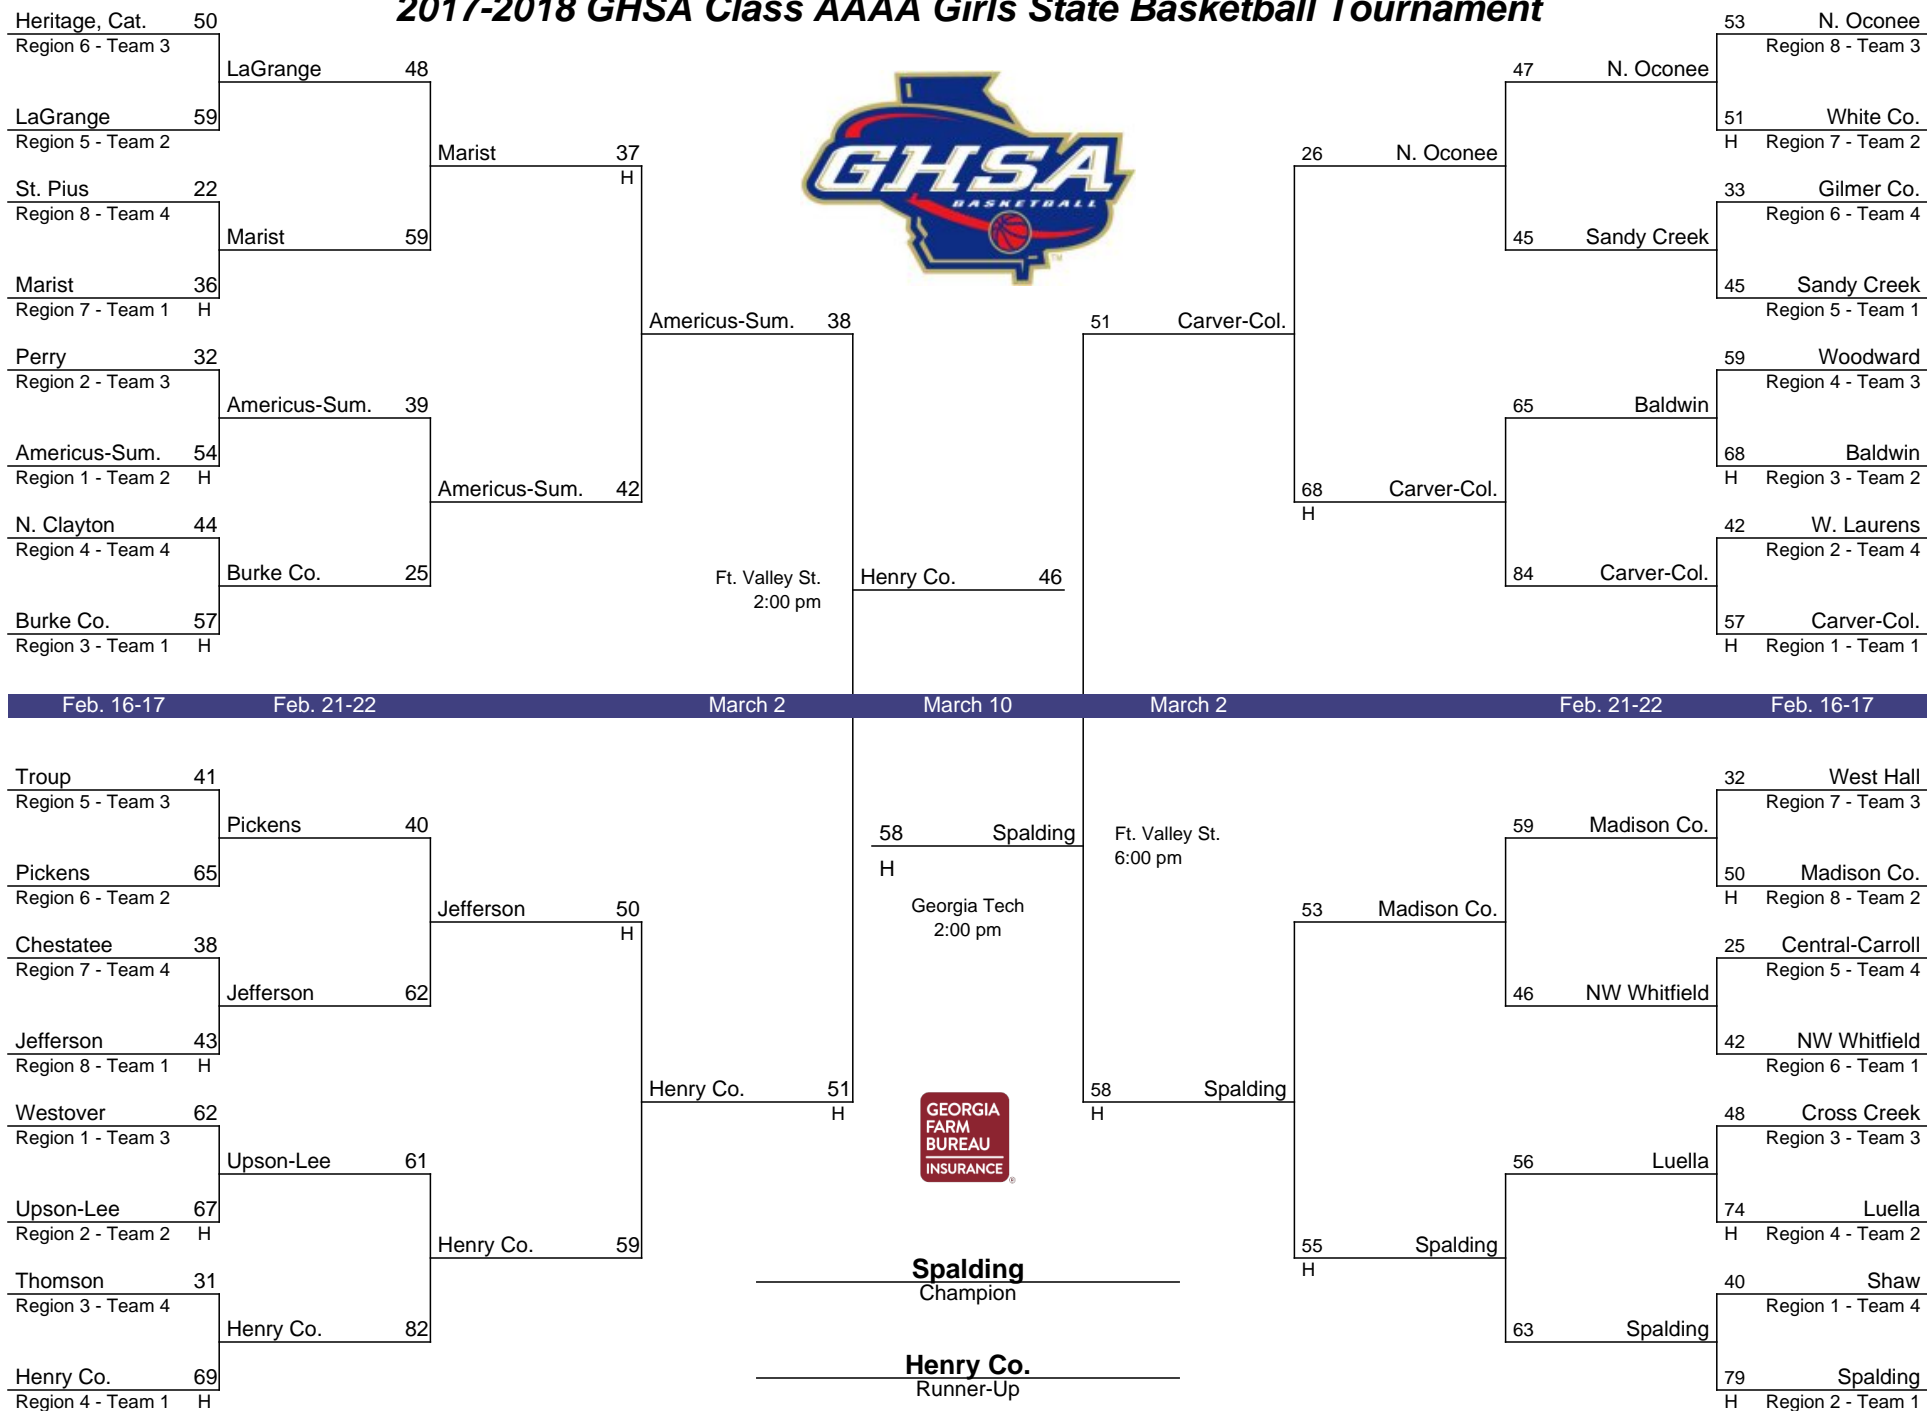 2017-2018 GHSA Class AAAA Girls State Basketball Tournament
Heritage, Cat. 50
Region 6 - Team 3
LaGrange 48
LaGrange 59
Region 5 - Team 2
Marist 37
H
St. Pius 22
Region 8 - Team 4
Marist 59
Marist 36
Region 7 - Team 1 H
Americus-Sum. 38
Perry 32
Region 2 - Team 3
Americus-Sum. 39
Americus-Sum. 54
Region 1 - Team 2 H
Americus-Sum. 42
N. Clayton 44
Region 4 - Team 4
Burke Co. 25
Burke Co. 57
Region 3 - Team 1 H
Ft. Valley St.
2:00 pm
Henry Co. 46
GHSA
BASKETBALL
TM
53 N. Oconee
Region 8 - Team 3
47 N. Oconee
51 White Co.
H Region 7 - Team 2
26 N. Oconee
33 Gilmer Co.
Region 6 - Team 4
45 Sandy Creek
45 Sandy Creek
Region 5 - Team 1
51 Carver-Col.
59 Woodward
Region 4 - Team 3
65 Baldwin
68 Baldwin
H Region 3 - Team 2
68 Carver-Col.
H
42 W. Laurens
Region 2 - Team 4
84 Carver-Col.
57 Carver-Col.
H Region 1 - Team 1
Feb. 16-17 Feb. 21-22 March 2 March 10 March 2 Feb. 21-22 Feb. 16-17
Troup 41
Region 5 - Team 3
Pickens 40
Pickens 65
Region 6 - Team 2
Jefferson 50
H
Chestatee 38
Region 7 - Team 4
Jefferson 62
Jefferson 43
Region 8 - Team 1 H
Henry Co. 51
H
Westover 62
Region 1 - Team 3
Upson-Lee 61
Upson-Lee 67
Region 2 - Team 2 H
Henry Co. 59
Thomson 31
Region 3 - Team 4
Henry Co. 82
Henry Co. 69
Region 4 - Team 1 H
58 Spalding
H
Georgia Tech
2:00 pm
Ft. Valley St.
6:00 pm
GEORGIA
FARM
BUREAU
INSURANCE
®
Spalding
Champion
Henry Co.
Runner-Up
32 West Hall
Region 7 - Team 3
59 Madison Co.
50 Madison Co.
H Region 8 - Team 2
53 Madison Co.
25 Central-Carroll
Region 5 - Team 4
46 NW Whitfield
42 NW Whitfield
Region 6 - Team 1
58 Spalding
H
48 Cross Creek
Region 3 - Team 3
56 Luella
74 Luella
H Region 4 - Team 2
55 Spalding
H
40 Shaw
Region 1 - Team 4
63 Spalding
79 Spalding
H Region 2 - Team 1